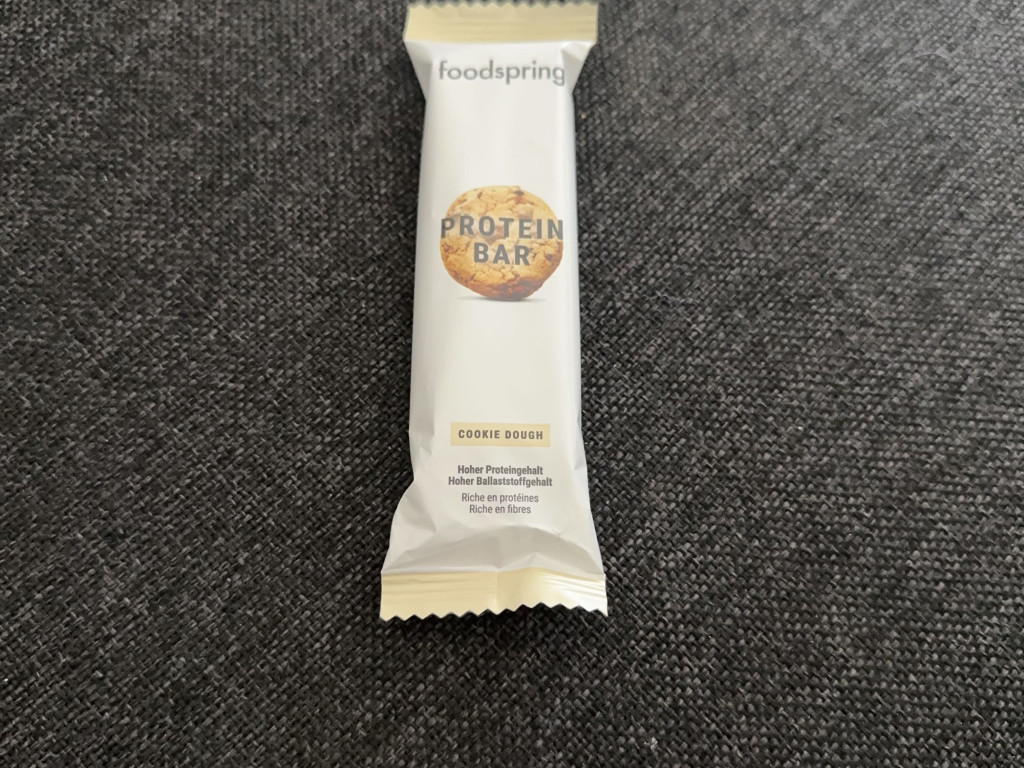 foodspring
PROTEIN
BAR
COOKIE DOUGH
Hoher Proteingehalt
Hoher Ballaststoffgehalt
Riche en protéines
Riche en fibres